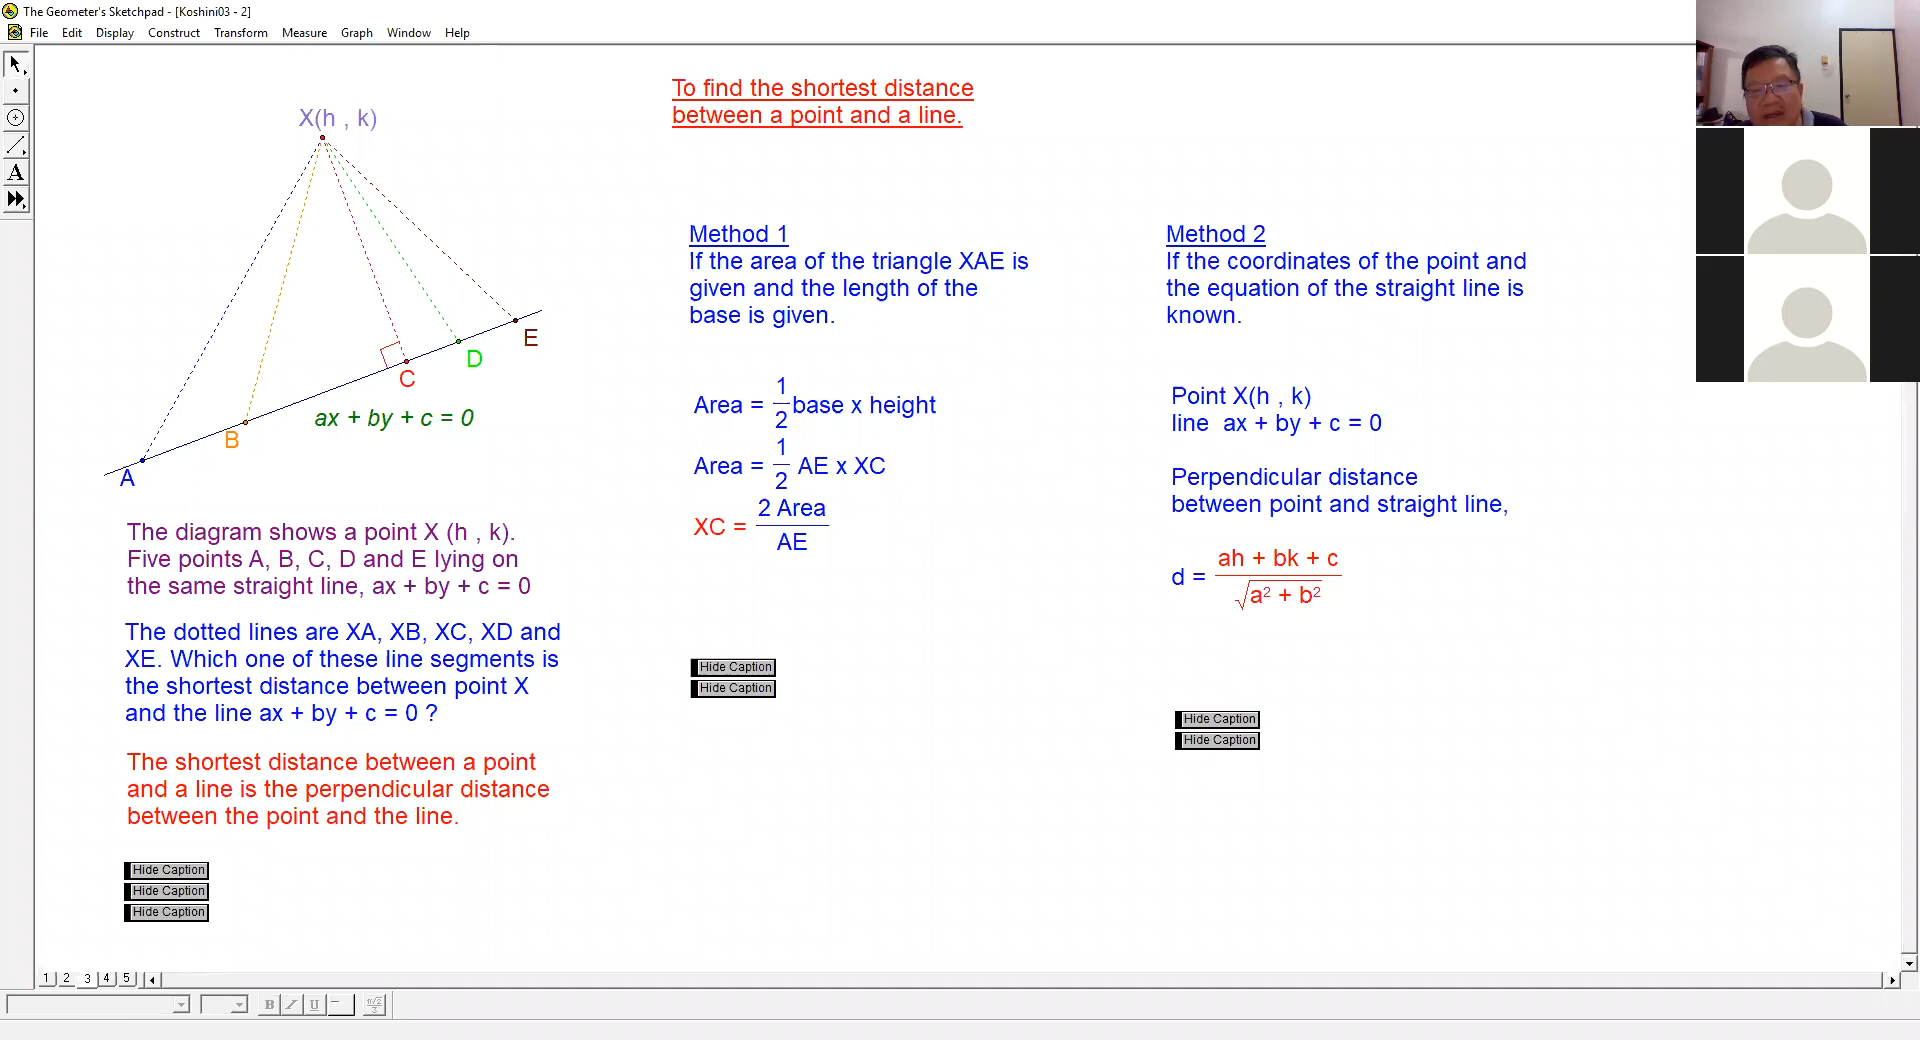 The Geometer's Sketchpad - [Koshini03 - 2]
File Edit Display Construct Transform Measure Graph Window Help
A
To find the shortest distance
between a point and a line.
X(h , k)
E
D
C
B
A
ax + by + c = 0
The diagram shows a point X (h , k).
Five points A, B, C, D and E lying on
the same straight line, ax + by + c = 0
The dotted lines are XA, XB, XC, XD and
XE. Which one of these line segments is
the shortest distance between point X
and the line ax + by + c = 0 ?
The shortest distance between a point
and a line is the perpendicular distance
between the point and the line.
Hide Caption
Hide Caption
Hide Caption
Method 1
If the area of the triangle XAE is
given and the length of the
base is given.
Area = 1/2 base x height
Area = 1/2 AE x XC
XC = 2 Area / AE
Hide Caption
Hide Caption
Method 2
If the coordinates of the point and
the equation of the straight line is
known.
Point X(h , k)
line ax + by + c = 0
Perpendicular distance
between point and straight line,
d = ah + bk + c / √a² + b²
Hide Caption
Hide Caption
1 2 3 4 5
B I U